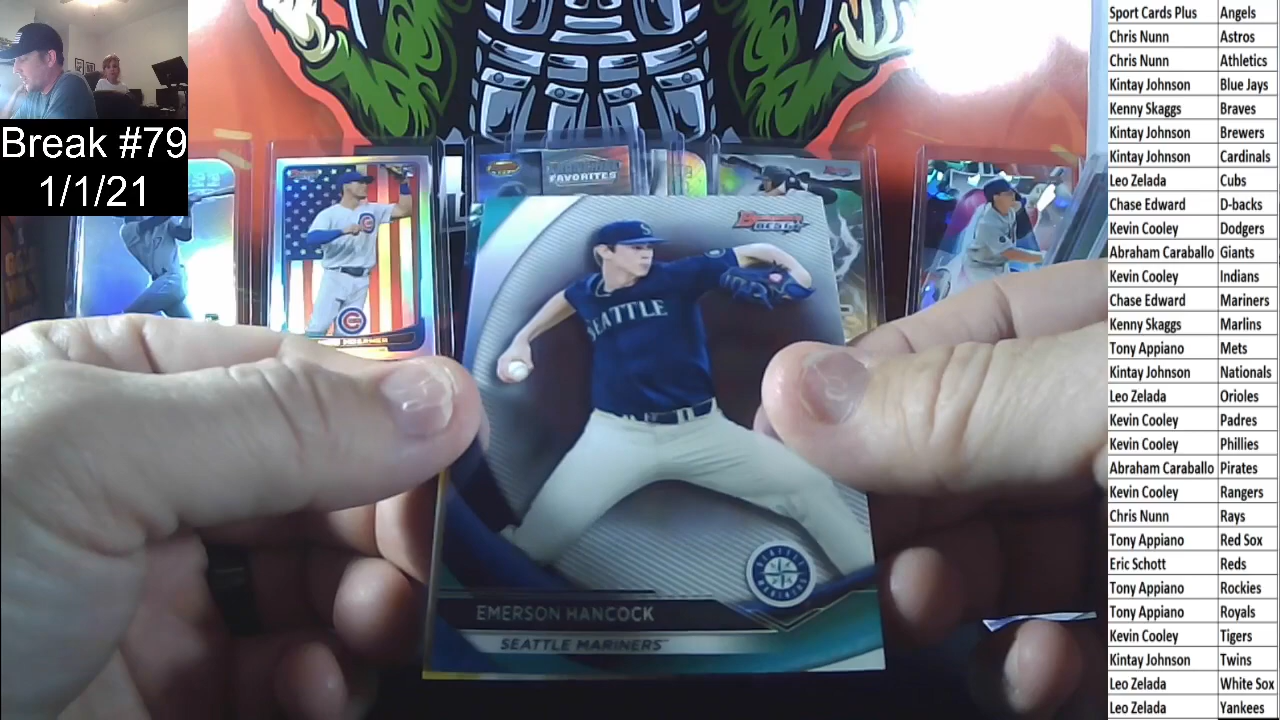 Break #79
1/1/21
FAVORITES
Bowman's
BEST
SEATTLE
EMERSON HANCOCK
SEATTLE MARINERS
Sport Cards Plus Angels
Chris Nunn Astros
Chris Nunn Athletics
Kintay Johnson Blue Jays
Kenny Skaggs Braves
Kintay Johnson Brewers
Kintay Johnson Cardinals
Leo Zelada Cubs
Chase Edward D-backs
Kevin Cooley Dodgers
Abraham Caraballo Giants
Kevin Cooley Indians
Chase Edward Mariners
Kenny Skaggs Marlins
Tony Appiano Mets
Kintay Johnson Nationals
Leo Zelada Orioles
Kevin Cooley Padres
Kevin Cooley Phillies
Abraham Caraballo Pirates
Kevin Cooley Rangers
Chris Nunn Rays
Tony Appiano Red Sox
Eric Schott Reds
Tony Appiano Rockies
Tony Appiano Royals
Kevin Cooley Tigers
Kintay Johnson Twins
Leo Zelada White Sox
Leo Zelada Yankees